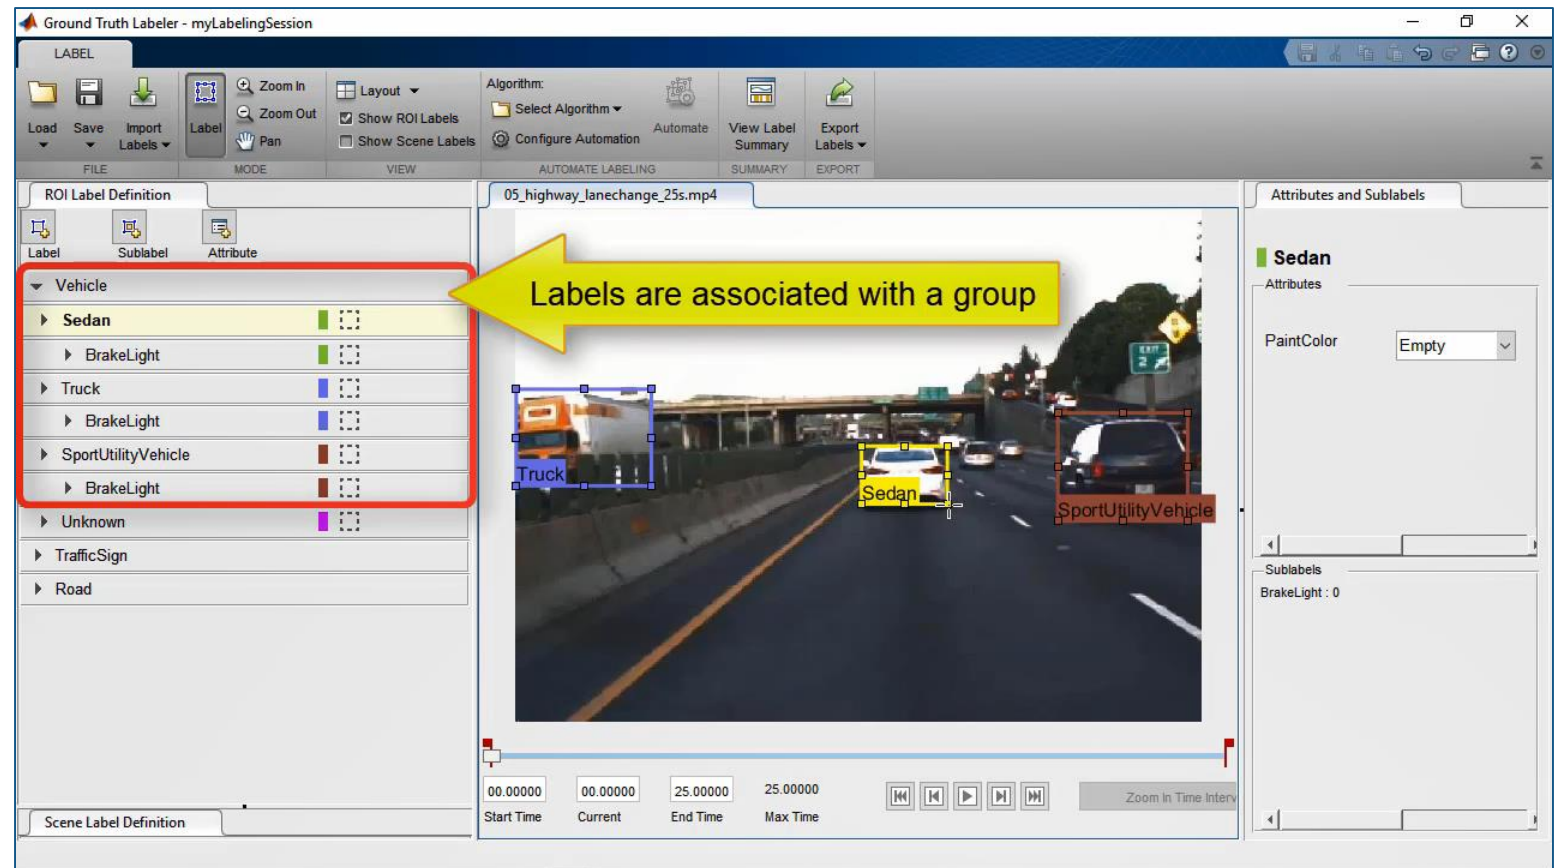 Ground Truth Labeler - myLabelingSession
LABEL
Load
Save
Import Labels
FILE
Label
Zoom In
Zoom Out
Pan
MODE
Layout
Show ROI Labels
Show Scene Labels
VIEW
Algorithm:
Select Algorithm
Configure Automation
Automate
AUTOMATE LABELING
View Label Summary
SUMMARY
Export Labels
EXPORT
ROI Label Definition
Label
Sublabel
Attribute
Vehicle
Sedan
BrakeLight
Truck
BrakeLight
SportUtilityVehicle
BrakeLight
Unknown
TrafficSign
Road
Scene Label Definition
05_highway_lanechange_25s.mp4
Labels are associated with a group
EXIT
2
Truck
Sedan
SportUtilityVehicle
00.00000
00.00000
25.00000
25.00000
Start Time
Current
End Time
Max Time
Zoom In Time Interv
Attributes and Sublabels
Sedan
Attributes
PaintColor
Empty
Sublabels
BrakeLight : 0